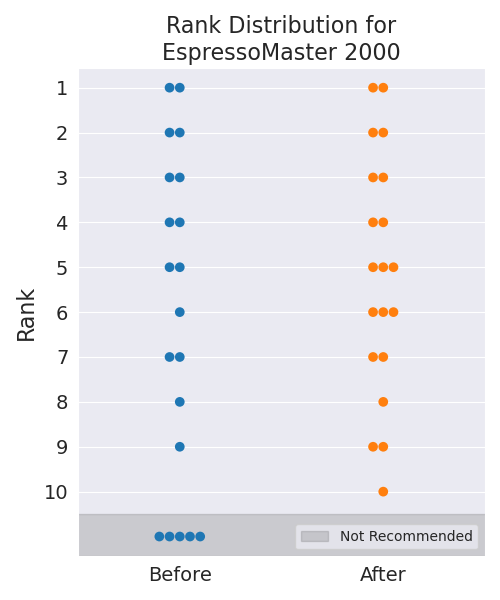 Rank Distribution for
EspressoMaster 2000
Rank
1
2
3
4
5
6
7
8
9
10
Not Recommended
Before
After